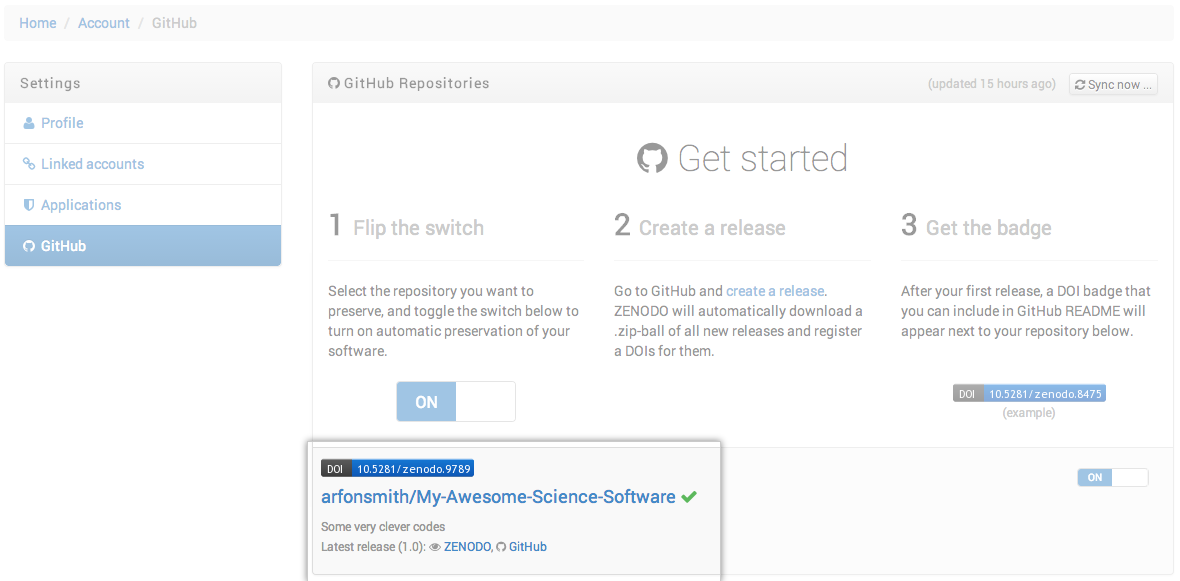 Home / Account / GitHub
Settings
Profile
Linked accounts
Applications
GitHub
GitHub Repositories
(updated 15 hours ago)
Sync now ...
Get started
1 Flip the switch
Select the repository you want to
preserve, and toggle the switch below to
turn on automatic preservation of your
software.
ON
2 Create a release
Go to GitHub and create a release.
ZENODO will automatically download a
.zip-ball of all new releases and register
a DOIs for them.
3 Get the badge
After your first release, a DOI badge that
you can include in GitHub README will
appear next to your repository below.
DOI 10.5281/zenodo.8475
(example)
DOI 10.5281/zenodo.9789
arfonsmith/My-Awesome-Science-Software
Some very clever codes
Latest release (1.0): ZENODO, GitHub
ON